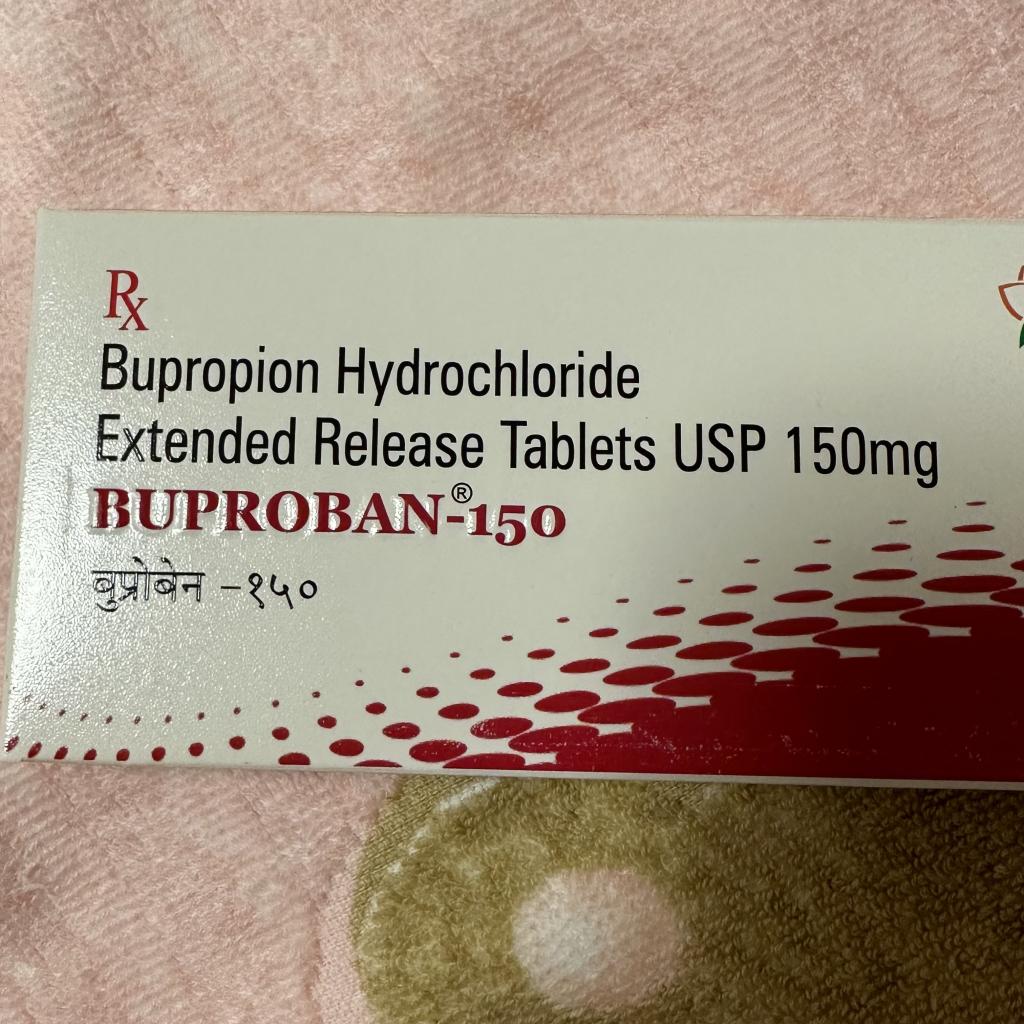 Rx
Bupropion Hydrochloride
Extended Release Tablets USP 150mg
BUPROBAN®-150
बुप्रोबेन -१५०